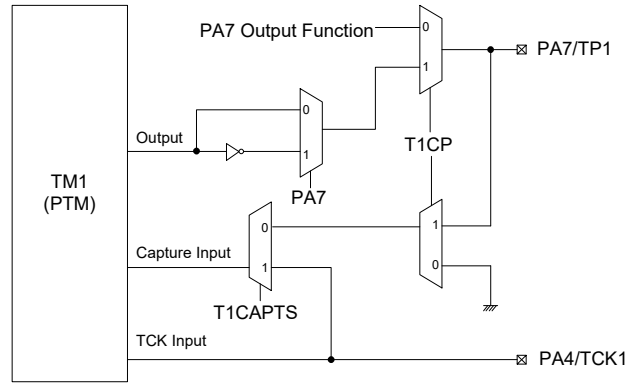 PA7 Output Function
0
1
PA7/TP1
0
1
Output
T1CP
TM1
(PTM)
PA7
0
1
Capture Input
1
0
T1CAPTS
TCK Input
PA4/TCK1